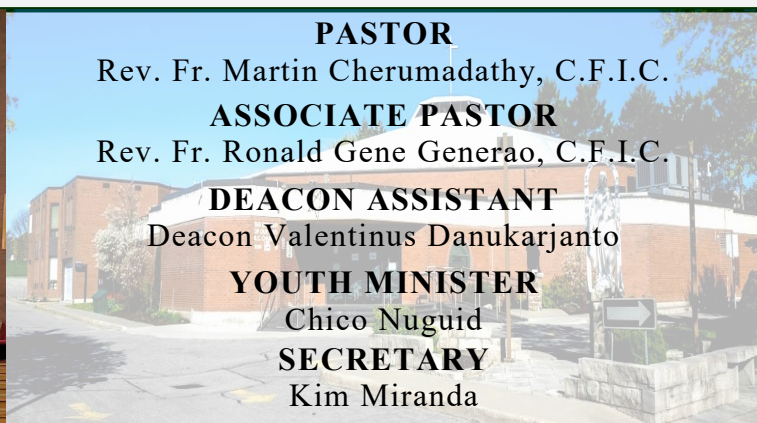 PASTOR
Rev. Fr. Martin Cherumadathy, C.F.I.C.
ASSOCIATE PASTOR
Rev. Fr. Ronald Gene Generao, C.F.I.C.
DEACON ASSISTANT
Deacon Valentinus Danukarjanto
YOUTH MINISTER
Chico Nuguid
SECRETARY
Kim Miranda